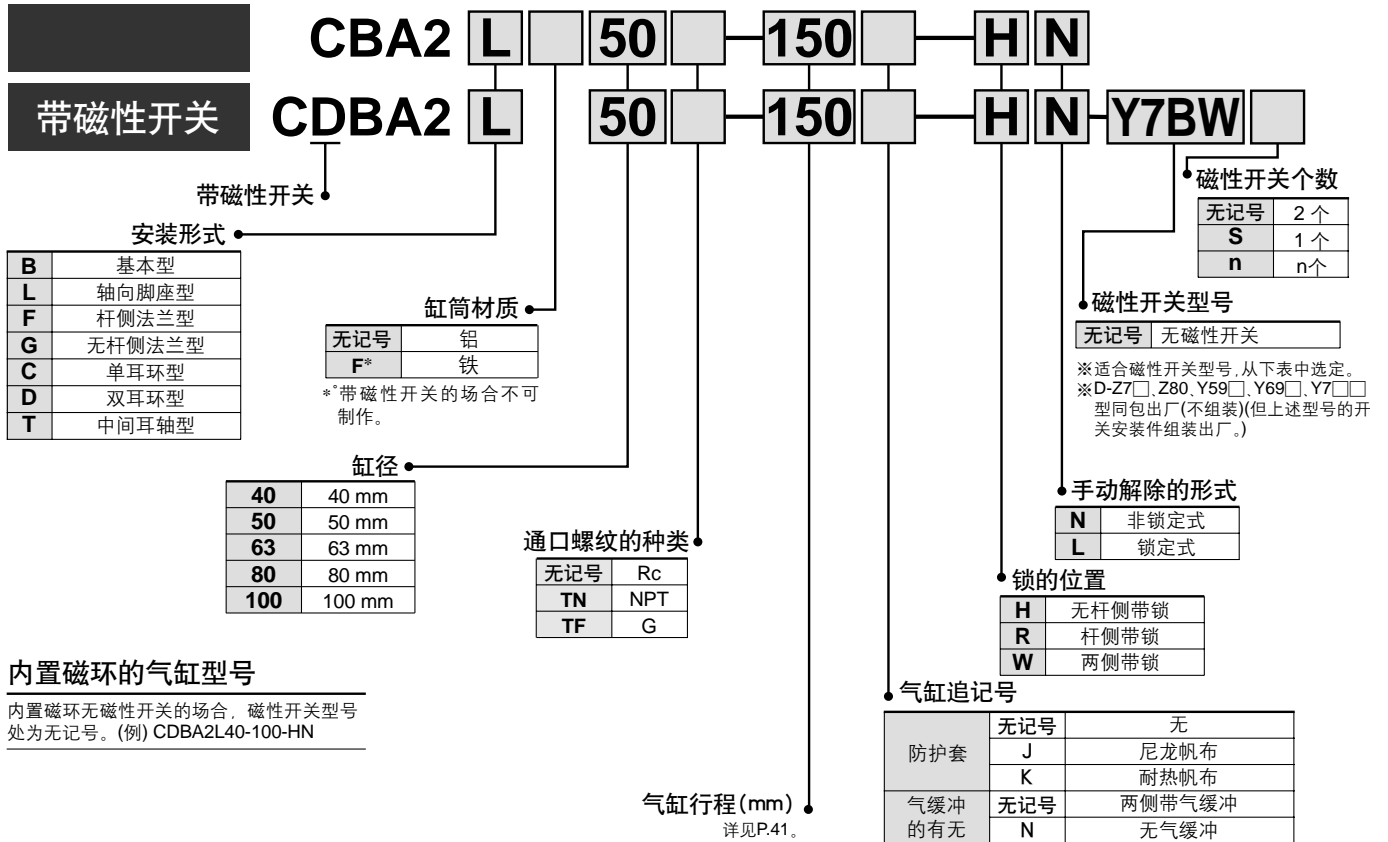 CBA2 L 50 -150 - H N
带磁性开关 CDBA2 L 50 -150 - H N - Y7BW
带磁性开关
安装形式
B 基本型
L 轴向脚座型
F 杆侧法兰型
G 无杆侧法兰型
C 单耳环型
D 双耳环型
T 中间耳轴型
缸筒材质
无记号 铝
F* 铁
*°带磁性开关的场合不可
制作。
缸径
40 40 mm
50 50 mm
63 63 mm
80 80 mm
100 100 mm
通口螺纹的种类
无记号 Rc
TN NPT
TF G
磁性开关个数
无记号 2 个
S 1 个
n n个
磁性开关型号
无记号 无磁性开关
※适合磁性开关型号,从下表中选定。
※D-Z7□、Z80、Y59□、Y69□、Y7□□
型同包出厂(不组装)(但上述型号的开
关安装件组装出厂。)
手动解除的形式
N 非锁定式
L 锁定式
锁的位置
H 无杆侧带锁
R 杆侧带锁
W 两侧带锁
气缸追记号
防护套 无记号 无
J 尼龙帆布
K 耐热帆布
气缓冲
的有无
无记号 两侧带气缓冲
N 无气缓冲
气缸行程(mm)
详见P.41。
内置磁环的气缸型号
内置磁环无磁性开关的场合，磁性开关型号
处为无记号。(例) CDBA2L40-100-HN